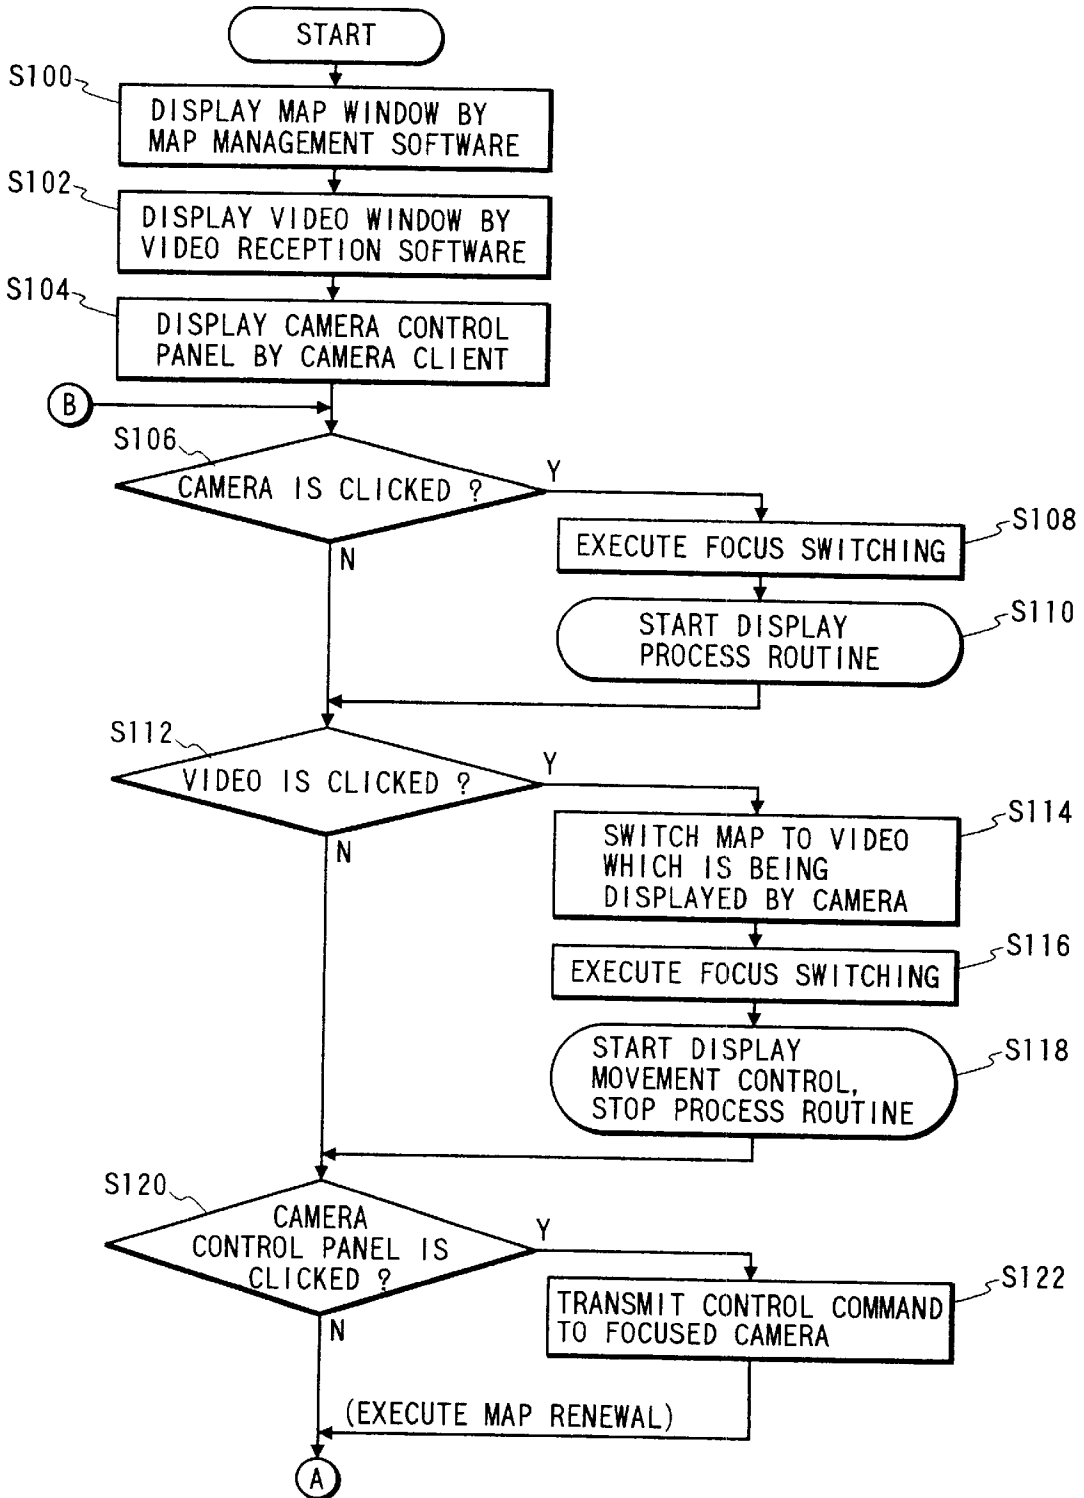 START
S100
DISPLAY MAP WINDOW BY
MAP MANAGEMENT SOFTWARE
S102
DISPLAY VIDEO WINDOW BY
VIDEO RECEPTION SOFTWARE
S104
DISPLAY CAMERA CONTROL
PANEL BY CAMERA CLIENT
B
S106
CAMERA IS CLICKED ?
Y
N
S108
EXECUTE FOCUS SWITCHING
S110
START DISPLAY
PROCESS ROUTINE
S112
VIDEO IS CLICKED ?
Y
N
S114
SWITCH MAP TO VIDEO
WHICH IS BEING
DISPLAYED BY CAMERA
S116
EXECUTE FOCUS SWITCHING
S118
START DISPLAY
MOVEMENT CONTROL,
STOP PROCESS ROUTINE
S120
CAMERA
CONTROL PANEL IS
CLICKED ?
Y
N
S122
TRANSMIT CONTROL COMMAND
TO FOCUSED CAMERA
(EXECUTE MAP RENEWAL)
A